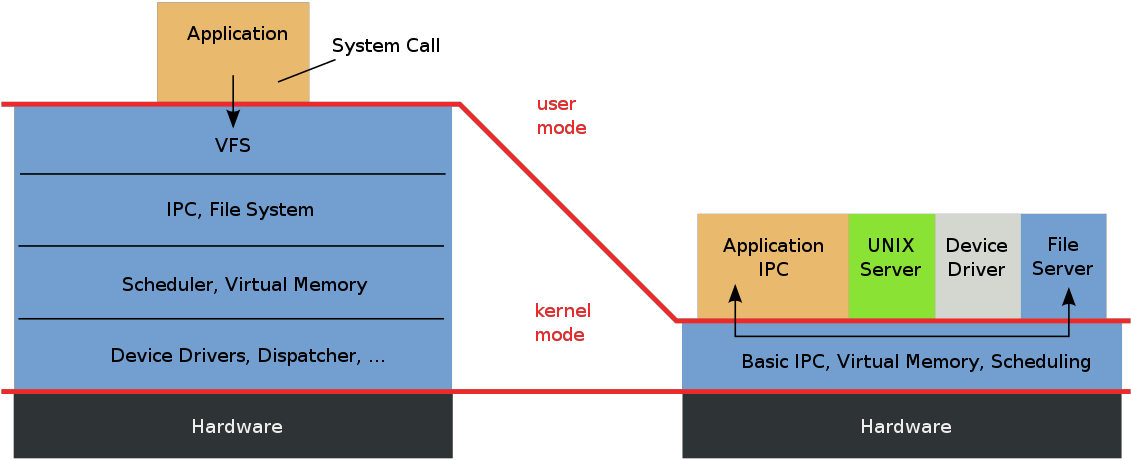 Application
System Call
VFS
IPC, File System
Scheduler, Virtual Memory
Device Drivers, Dispatcher, ...
Hardware
user
mode
kernel
mode
Application
IPC
UNIX
Server
Device
Driver
File
Server
Basic IPC, Virtual Memory, Scheduling
Hardware